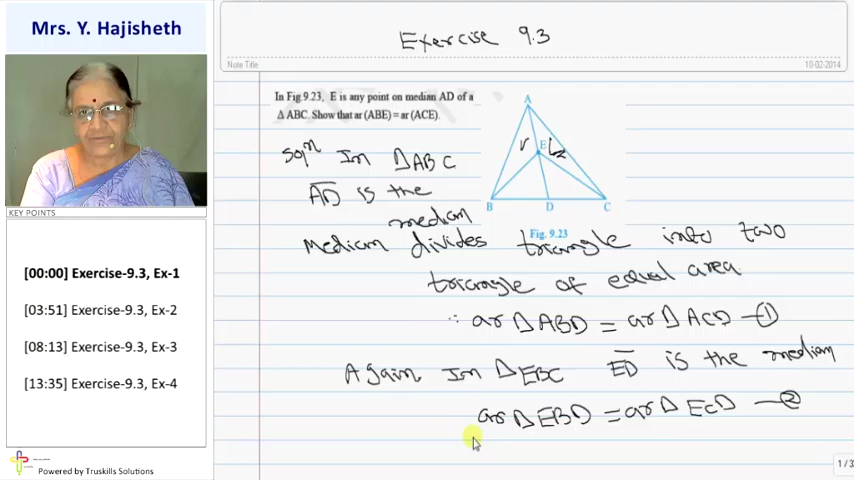 Mrs. Y. Hajisheth
KEY POINTS
[00:00] Exercise-9.3, Ex-1
[03:51] Exercise-9.3, Ex-2
[08:13] Exercise-9.3, Ex-3
[13:35] Exercise-9.3, Ex-4
Powered by Truskills Solutions
Exercise 9.3
Note Title
10-02-2014
In Fig.9.23, E is any point on median AD of a
Δ ABC. Show that ar (ABE) = ar (ACE).
A
E
B
D
C
Fig. 9.23
Solⁿ In ΔABC
AD is the
median
Median divides triangle into two
triangle of equal area
∴ ar ΔABD = ar ΔACD —①
Again In ΔEBC ED is the median
ar ΔEBD = ar ΔECD —②
1/3